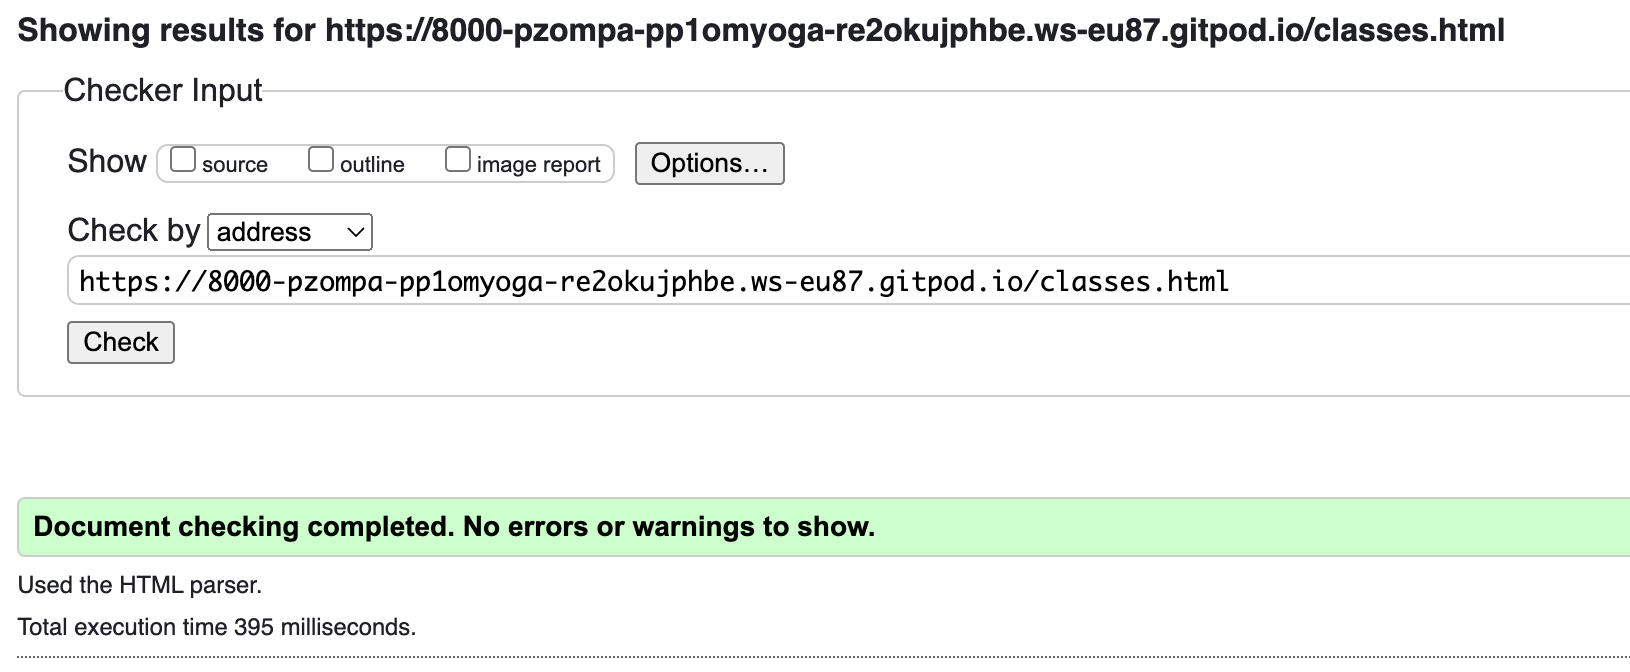 Showing results for https://8000-pzompa-pp1omyoga-re2okujphbe.ws-eu87.gitpod.io/classes.html
Checker Input
Show source outline image report Options...
Check by address
https://8000-pzompa-pp1omyoga-re2okujphbe.ws-eu87.gitpod.io/classes.html
Check
Document checking completed. No errors or warnings to show.
Used the HTML parser.
Total execution time 395 milliseconds.